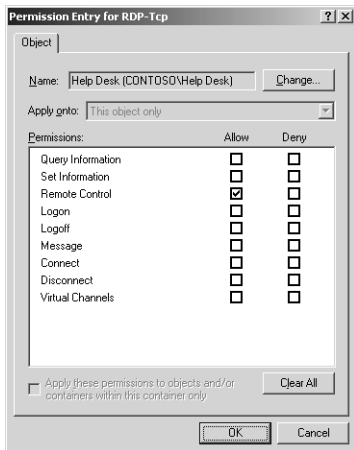 Permission Entry for RDP-Tcp
Object
Name: Help Desk (CONTOSO\Help Desk) Change...
Apply onto: This object only
Permissions: Allow Deny
Query Information
Set Information
Remote Control
Logon
Logoff
Message
Connect
Disconnect
Virtual Channels
Apply these permissions to objects and/or Clear All
containers within this container only
OK Cancel